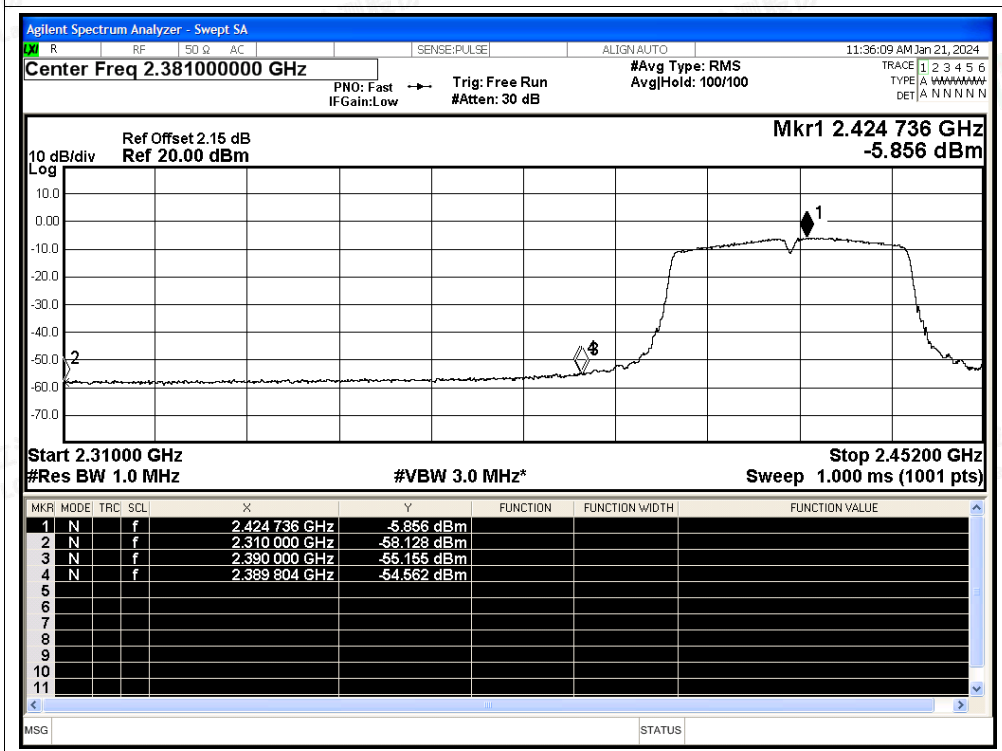 Agilent Spectrum Analyzer - Swept SA
LXI R RF 50 Ω AC SENSE:PULSE ALIGN AUTO 11:36:09 AM Jan 21, 2024
Center Freq 2.381000000 GHz
PNO: Fast
IFGain:Low
Trig: Free Run
#Atten: 30 dB
#Avg Type: RMS
Avg|Hold: 100/100
TRACE 1 2 3 4 5 6
TYPE A WWWWW
DET A N N N N N
Mkr1 2.424 736 GHz
-5.856 dBm
Ref Offset 2.15 dB
10 dB/div Ref 20.00 dBm
Log
10.0
0.00
-10.0
-20.0
-30.0
-40.0
-50.0
-60.0
-70.0
1
2
4
Start 2.31000 GHz Stop 2.45200 GHz
#Res BW 1.0 MHz #VBW 3.0 MHz* Sweep 1.000 ms (1001 pts)
MKR MODE TRC SCL X Y FUNCTION FUNCTION WIDTH FUNCTION VALUE
1 N f 2.424 736 GHz -5.856 dBm
2 N f 2.310 000 GHz -58.128 dBm
3 N f 2.390 000 GHz -55.155 dBm
4 N f 2.389 804 GHz -54.562 dBm
5
6
7
8
9
10
11
MSG STATUS